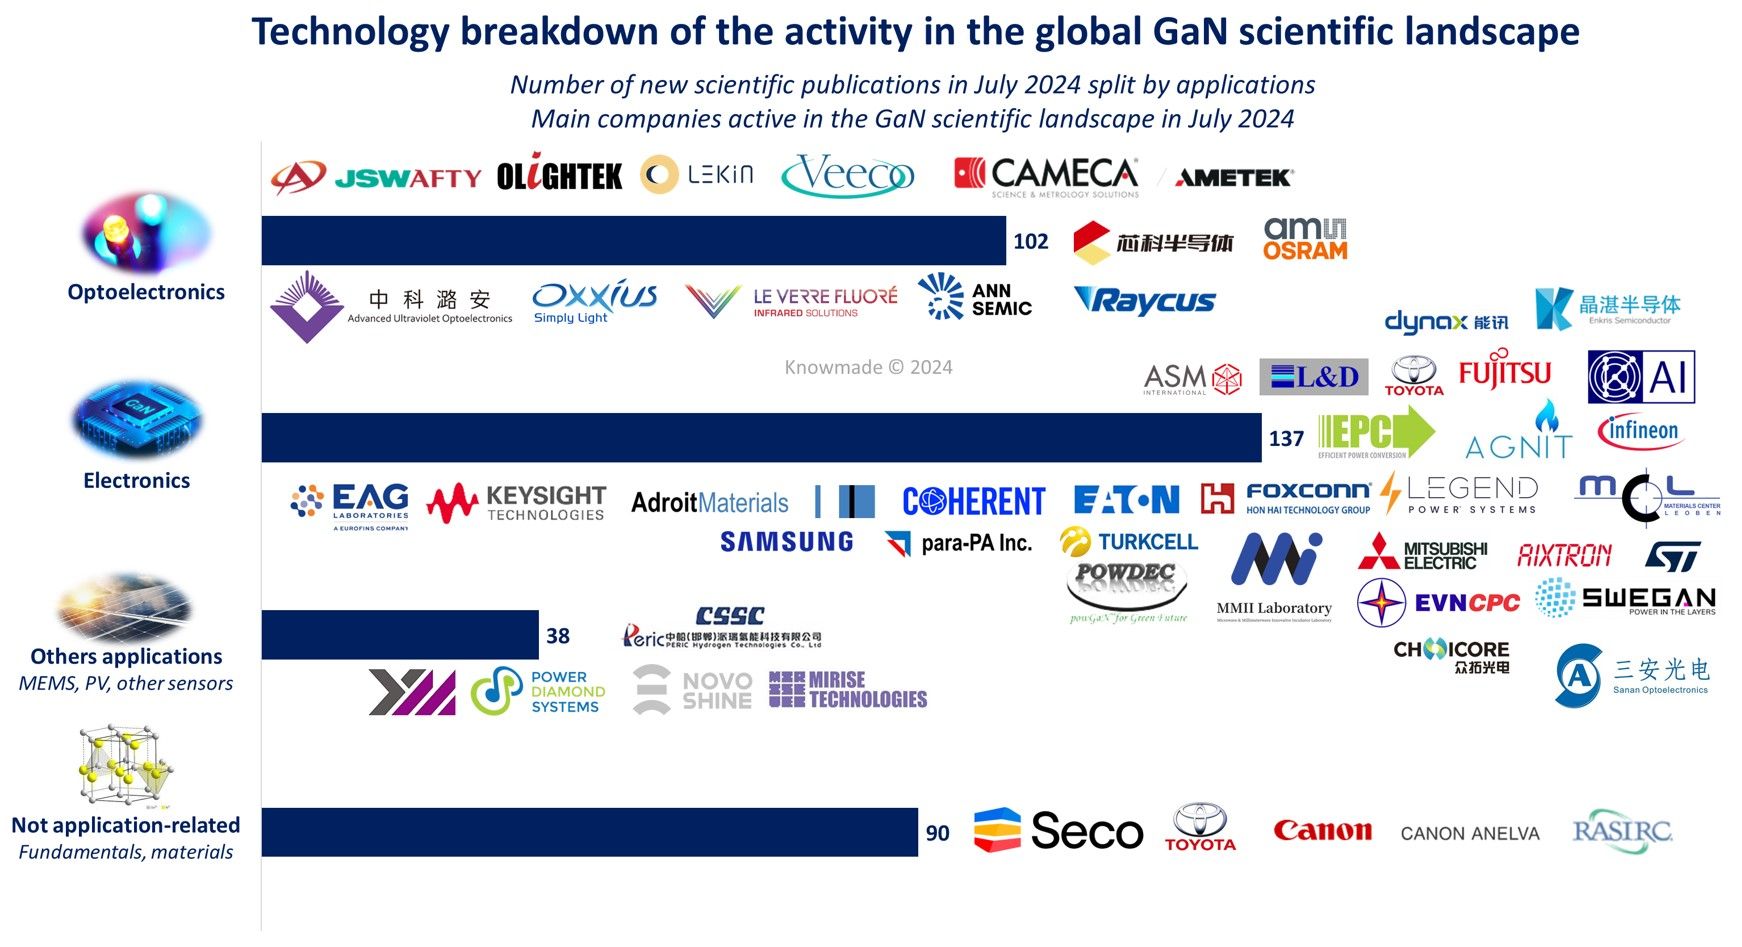 Technology breakdown of the activity in the global GaN scientific landscape
Number of new scientific publications in July 2024 split by applications
Main companies active in the GaN scientific landscape in July 2024
JSWAFTY
OLiGHTEK
LEKIN
Veeco
CAMECA
SCIENCE & METROLOGY SOLUTIONS
AMETEK
Optoelectronics
102
芯科半导体
amu OSRAM
中科潞安
Advanced Ultraviolet Optoelectronics
Oxxius
Simply Light
LE VERRE FLUORÉ
INFRARED SOLUTIONS
ANN
SEMIC
Raycus
dynax 能讯
晶湛半导体
Enkris Semiconductor
Knowmade © 2024
ASM
INTERNATIONAL
L&D
TOYOTA
FUJITSU
AI
GaN
Electronics
137
EPC
EFFICIENT POWER CONVERSION
AGNIT
infineon
EAG
LABORATORIES
A EUROFINS COMPANY
KEYSIGHT
TECHNOLOGIES
AdroitMaterials
COHERENT
EATON
FOXCONN
HON HAI TECHNOLOGY GROUP
LEGEND
POWER SYSTEMS
MCL
MATERIALS CENTER
LEOBEN
SAMSUNG
para-PA Inc.
TURKCELL
POWDEC
powGaN for Green Future
MMII Laboratory
MITSUBISHI
ELECTRIC
AIXTRON
ST
EVNCPC
SWEGAN
POWER IN THE LAYERS
CHOICORE
众拓光电
三安光电
Sanan Optoelectronics
Others applications
MEMS, PV, other sensors
38
CSSC
Peric 中船(邯郸)派瑞氢能科技有限公司
PERIC Hydrogen Technologies Co., Ltd
POWER
DIAMOND
SYSTEMS
NOVO
SHINE
MIRISE
TECHNOLOGIES
Not application-related
Fundamentals, materials
90
Seco
TOYOTA
Canon
CANON ANELVA
RASIRC